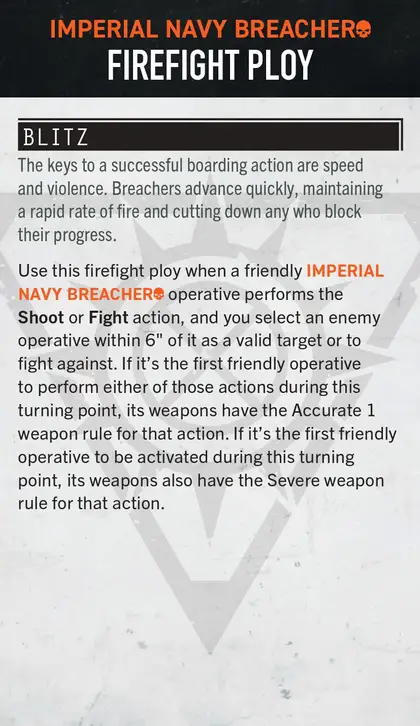 IMPERIAL NAVY BREACHER
FIREFIGHT PLOY
BLITZ
The keys to a successful boarding action are speed
and violence. Breachers advance quickly, maintaining
a rapid rate of fire and cutting down any who block
their progress.
Use this firefight ploy when a friendly IMPERIAL
NAVY BREACHER operative performs the
Shoot or Fight action, and you select an enemy
operative within 6" of it as a valid target or to
fight against. If it’s the first friendly operative
to perform either of those actions during this
turning point, its weapons have the Accurate 1
weapon rule for that action. If it’s the first friendly
operative to be activated during this turning
point, its weapons also have the Severe weapon
rule for that action.